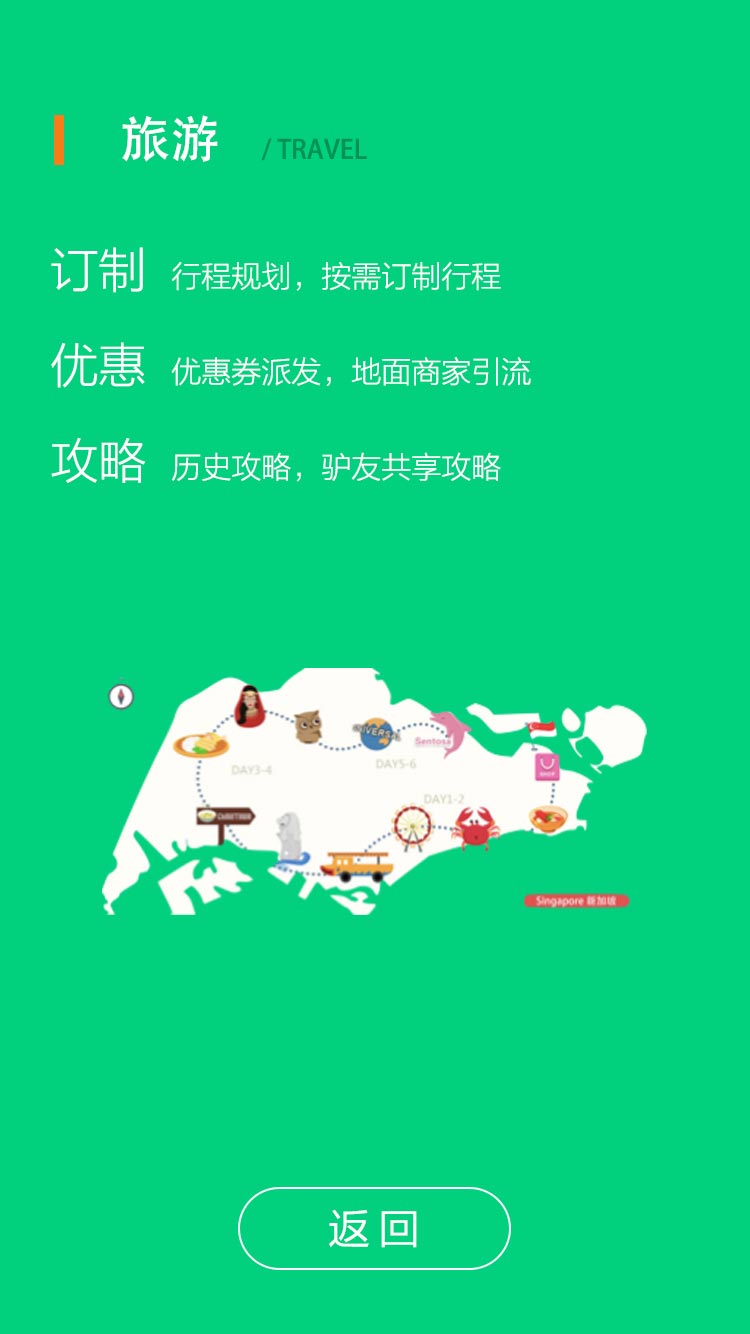 旅游 / TRAVEL
订制 行程规划，按需订制行程
优惠 优惠券派发，地面商家引流
攻略 历史攻略，驴友共享攻略
Sentosa
SHOP
DAY3-4
DAY5-6
DAY1-2
Singapore 新加坡
返回